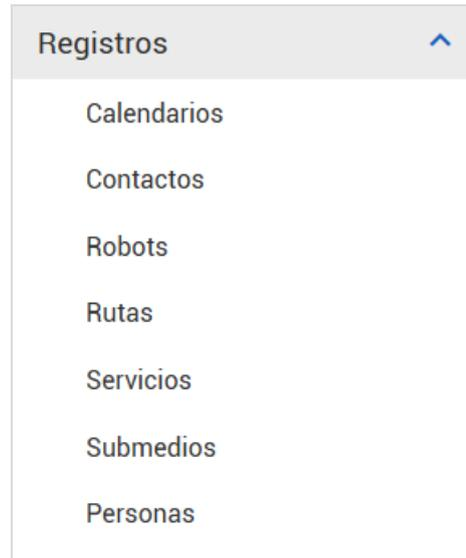 Registros
Calendarios
Contactos
Robots
Rutas
Servicios
Submedios
Personas